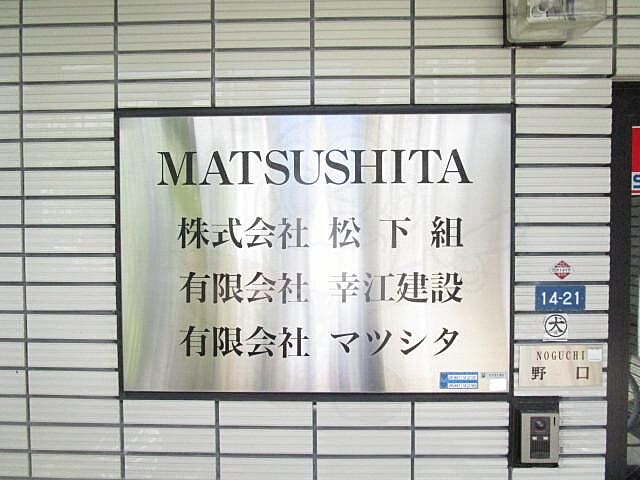 MATSUSHITA
株式会社 松下組
有限会社 幸江建設
有限会社 マツシタ
14-21
大
NOGUCHI
野口